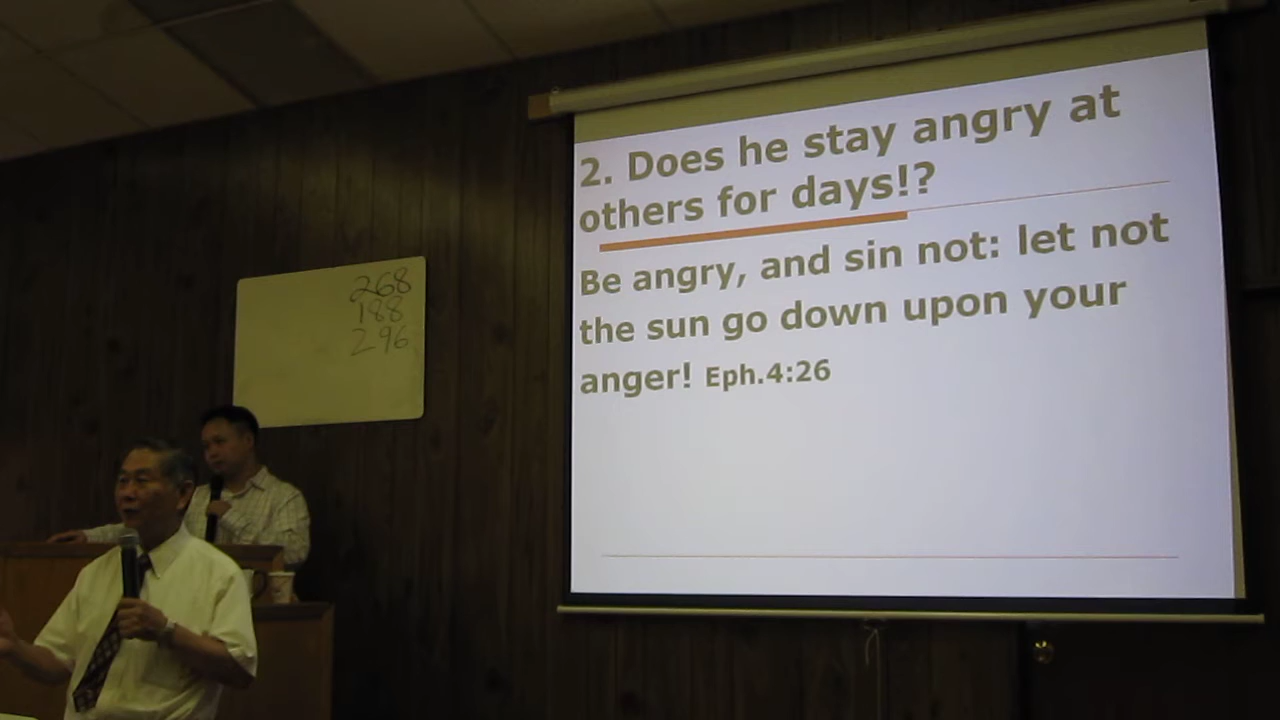 268
188
296
2. Does he stay angry at
others for days!?
Be angry, and sin not: let not
the sun go down upon your
anger! Eph.4:26